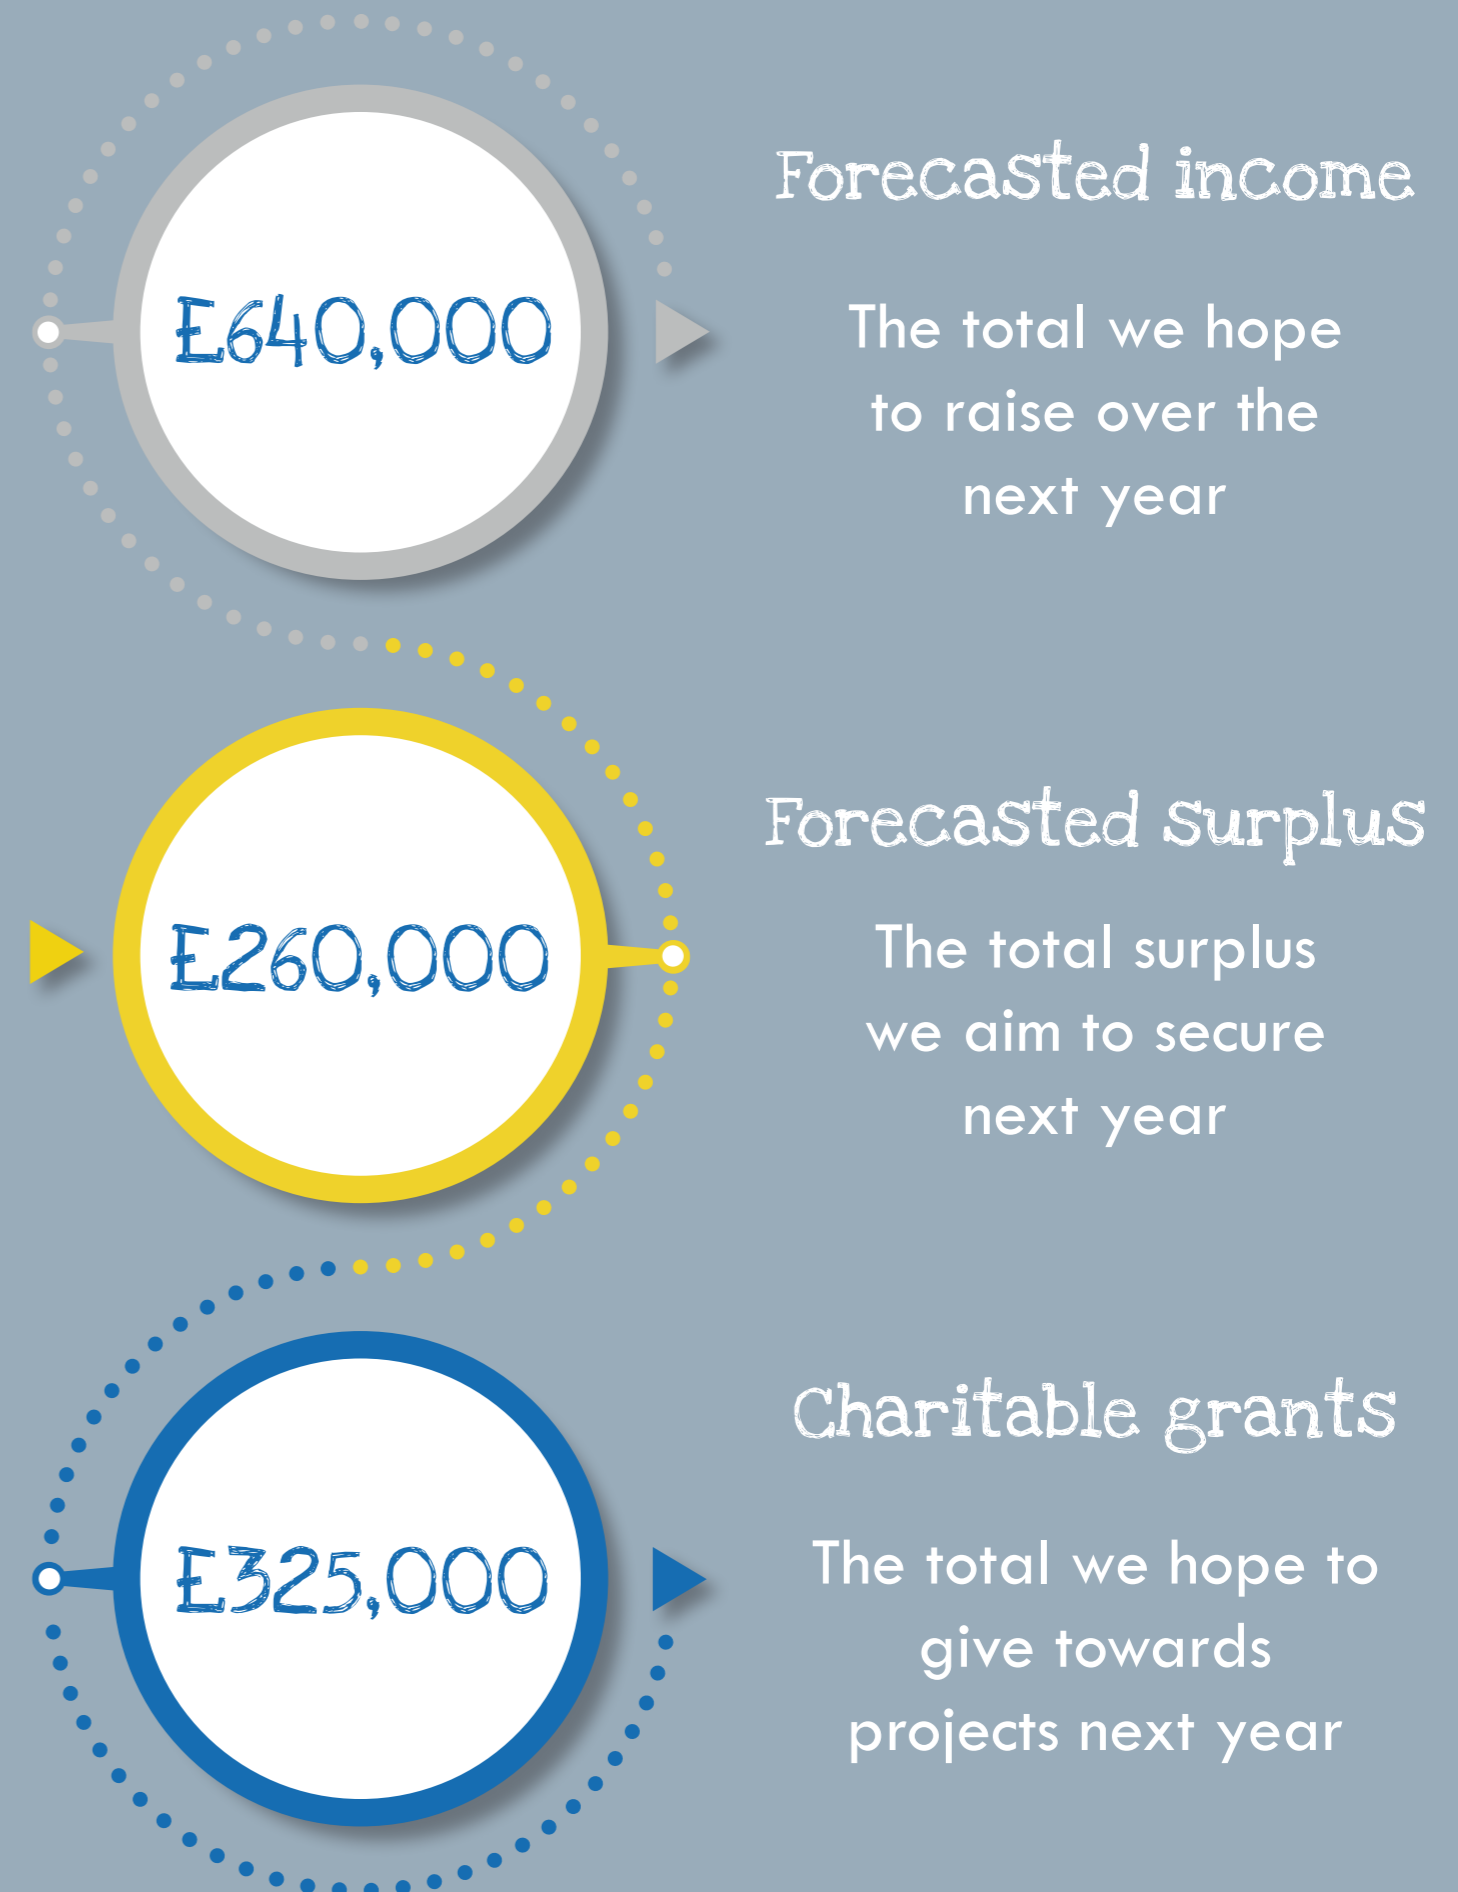 Forecasted income
£640,000
The total we hope
to raise over the
next year
Forecasted surplus
£260,000
The total surplus
we aim to secure
next year
Charitable grants
£325,000
The total we hope to
give towards
projects next year